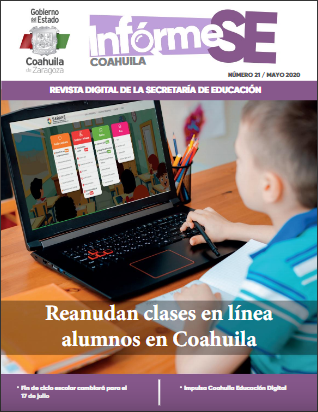 Gobierno
del Estado
Coahuila
de Zaragoza
InfórmeSE
COAHUILA
NÚMERO 21 / MAYO 2020
REVISTA DIGITAL DE LA SECRETARÍA DE EDUCACIÓN
Reanudan clases en línea
alumnos en Coahuila
* Fin de ciclo escolar cambiará para el
17 de julio
* Impulsa Coahuila Educación Digital